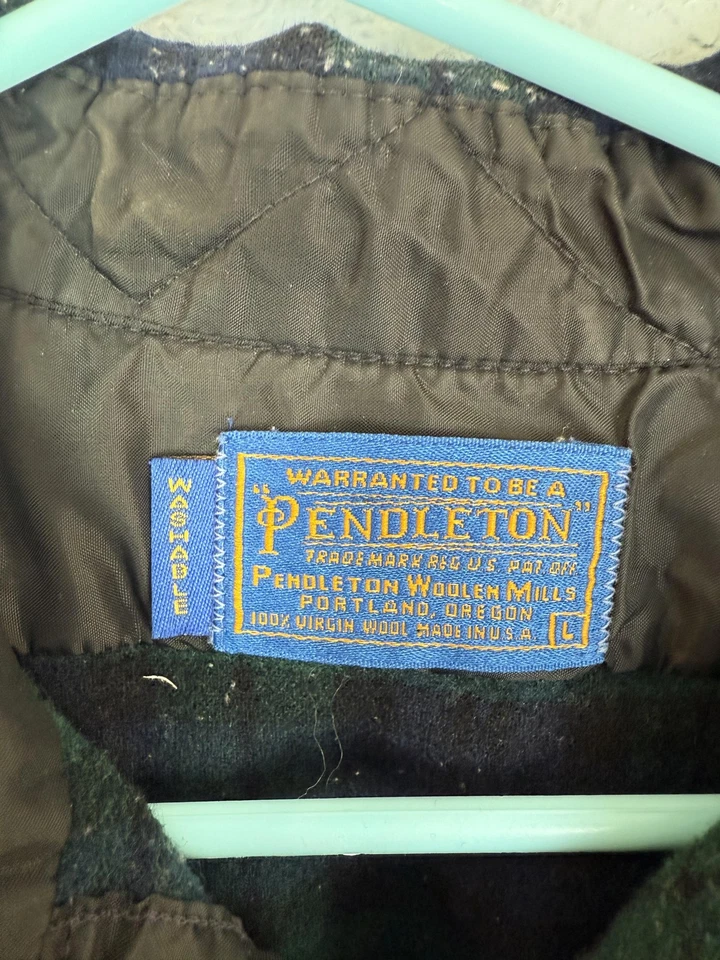 WASHABLE
WARRANTED TO BE A
"PENDLETON"
TRADE MARK REG U.S. PAT OFF
PENDLETON WOOLEN MILLS
PORTLAND, OREGON
100% VIRGIN WOOL MADE IN U.S.A. L